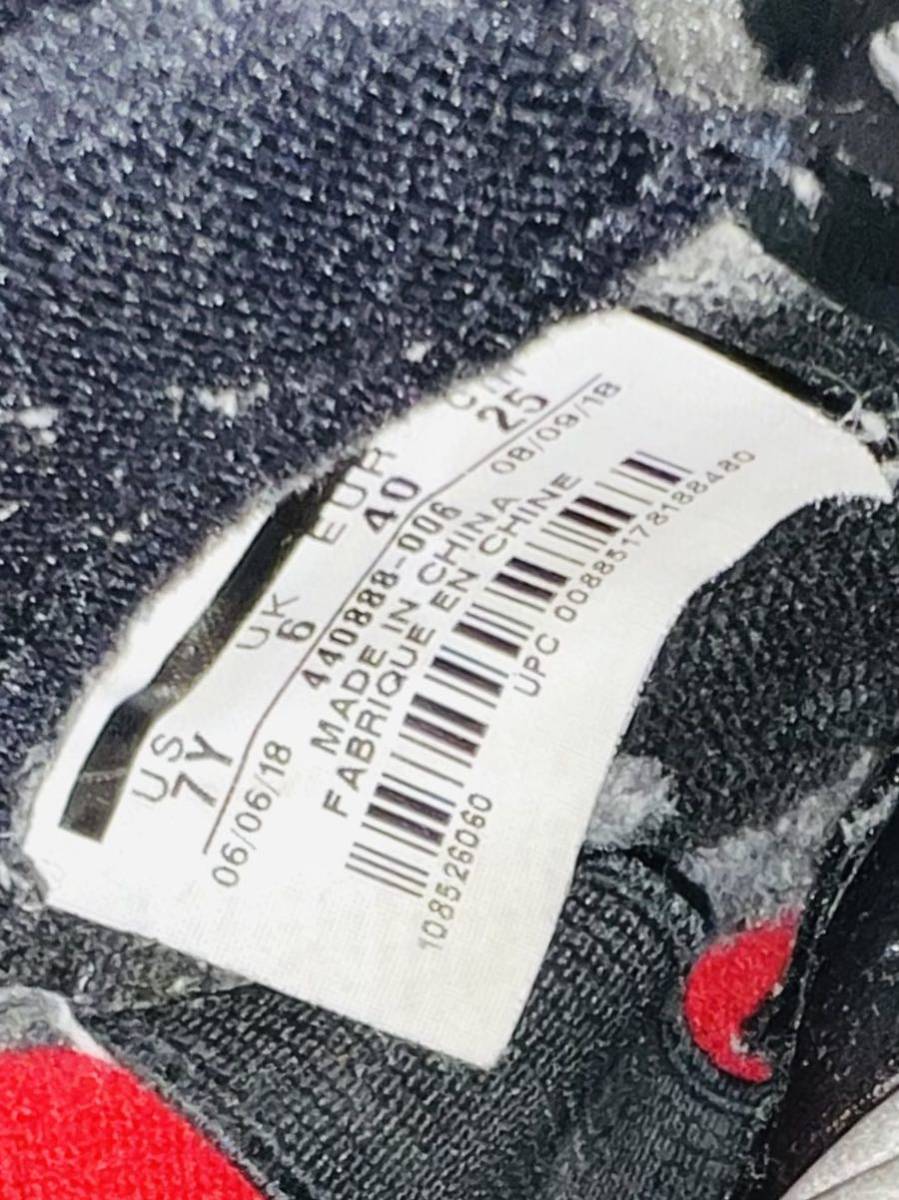 US UK EUR CM
7Y 6 40 25
06/06/18 440888-006 08/09/18
MADE IN CHINA
FABRIQUE EN CHINE
108526060 UPC 00885178188480